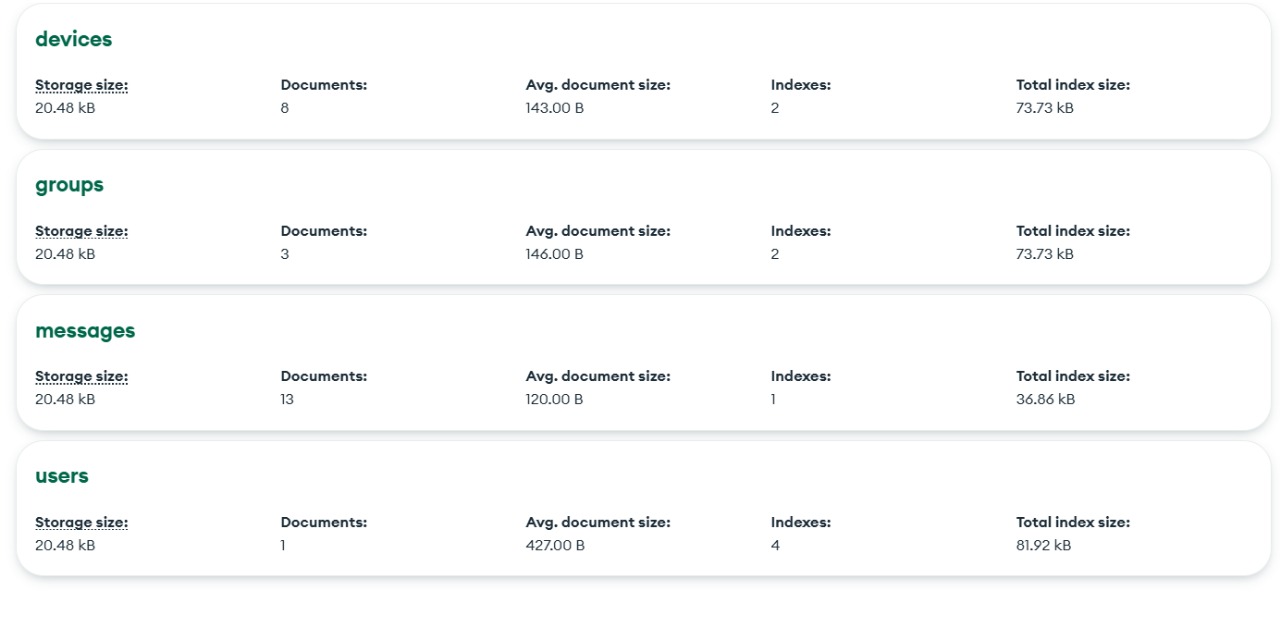 devices
Storage size: Documents: Avg. document size: Indexes: Total index size:
20.48 kB 8 143.00 B 2 73.73 kB
groups
Storage size: Documents: Avg. document size: Indexes: Total index size:
20.48 kB 3 146.00 B 2 73.73 kB
messages
Storage size: Documents: Avg. document size: Indexes: Total index size:
20.48 kB 13 120.00 B 1 36.86 kB
users
Storage size: Documents: Avg. document size: Indexes: Total index size:
20.48 kB 1 427.00 B 4 81.92 kB